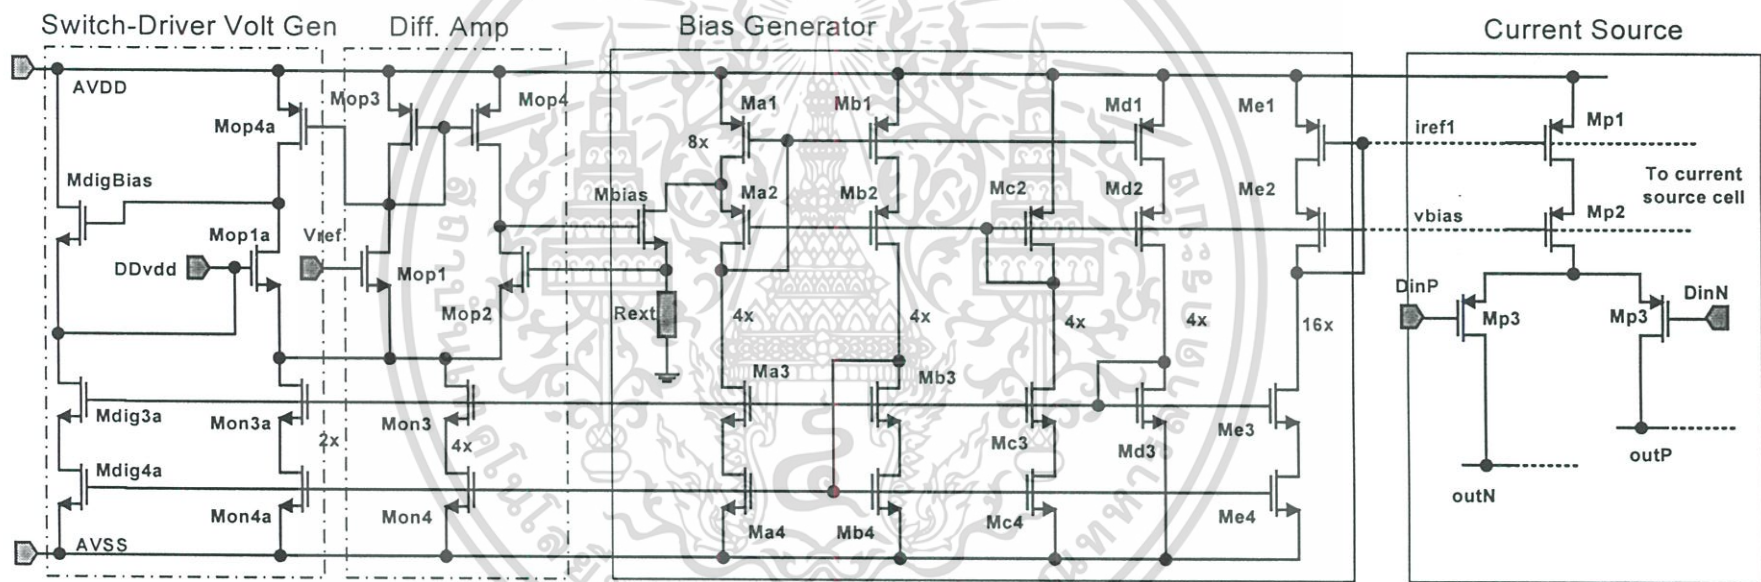 Switch-Driver Volt Gen
Diff. Amp
Bias Generator
Current Source
AVDD
Mop3
Mop4
Mop4a
Ma1
Mb1
Md1
Me1
iref1
Mp1
8x
MdigBias
Mbias
Ma2
Mb2
Mc2
Md2
Me2
To current
source cell
vbias
Mp2
Mop1a
Vref
DDvdd
Mop1
Mop2
Rext
4x
4x
4x
4x
16x
DinP
Mp3
Mp3
DinN
Ma3
Mb3
Mdig3a
Mon3a
2x
Mon3
4x
Mc3
Md3
Me3
outP
Mdig4a
outN
Mon4a
Mon4
Ma4
Mb4
Mc4
Me4
AVSS